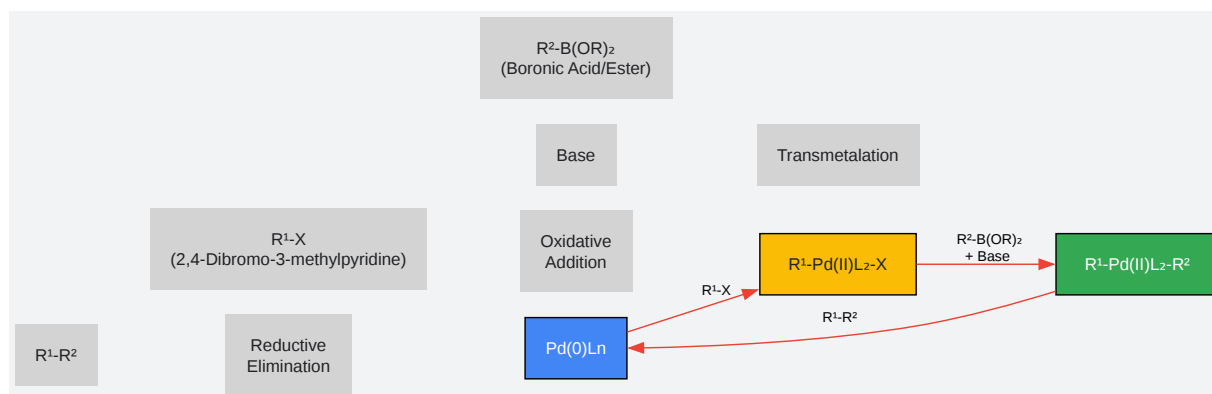 R²-B(OR)₂
(Boronic Acid/Ester)
Base
Transmetalation
R¹-X
(2,4-Dibromo-3-methylpyridine)
Oxidative
Addition
R¹-Pd(II)L₂-X
R²-B(OR)₂
+ Base
R¹-Pd(II)L₂-R²
R¹-X
R¹-R²
R¹-R²
Reductive
Elimination
Pd(0)Ln